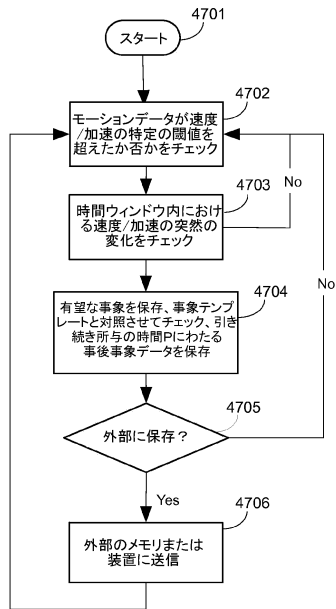 4701
スタート
4702
モーションデータが速度
/加速の特定の閾値を
超えたか否かをチェック
4703
No
時間ウィンドウ内におけ
る速度/加速の突然の
変化をチェック
No
4704
有望な事象を保存、事象テンプ
レートと対照させてチェック、引き
続き所与の時間Pにわたる
事後事象データを保存
4705
外部に保存？
Yes
4706
外部のメモリまたは
装置に送信